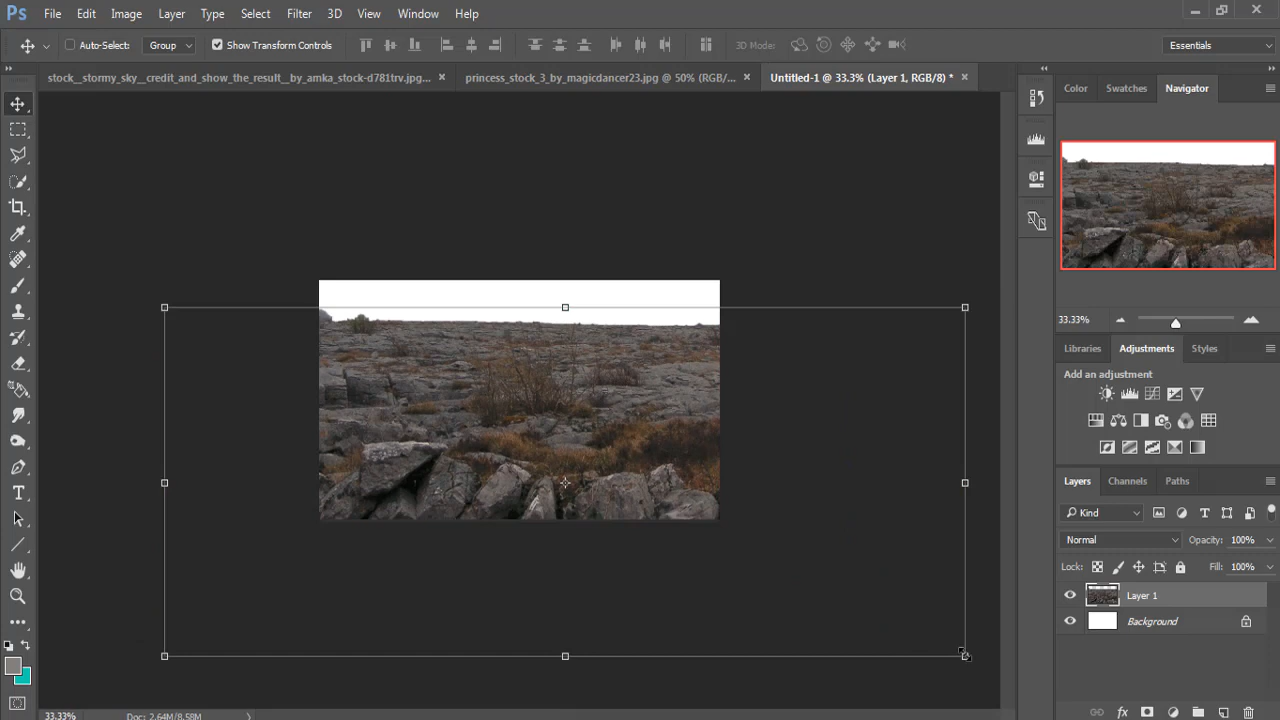 Ps File Edit Image Layer Type Select Filter 3D View Window Help
Auto-Select: Group Show Transform Controls 3D Mode: Essentials
stock__stormy_sky__credit_and_show_the_result__by_amka_stock-d781trv.jpg... princess_stock_3_by_magicdancer23.jpg @ 50% (RGB/... Untitled-1 @ 33.3% (Layer 1, RGB/8) *
Color Swatches Navigator
33.33%
Libraries Adjustments Styles
Add an adjustment
Layers Channels Paths
Kind
Normal Opacity: 100%
Lock: Fill: 100%
Layer 1
Background
33.33% Doc: 2.64M/8.58M